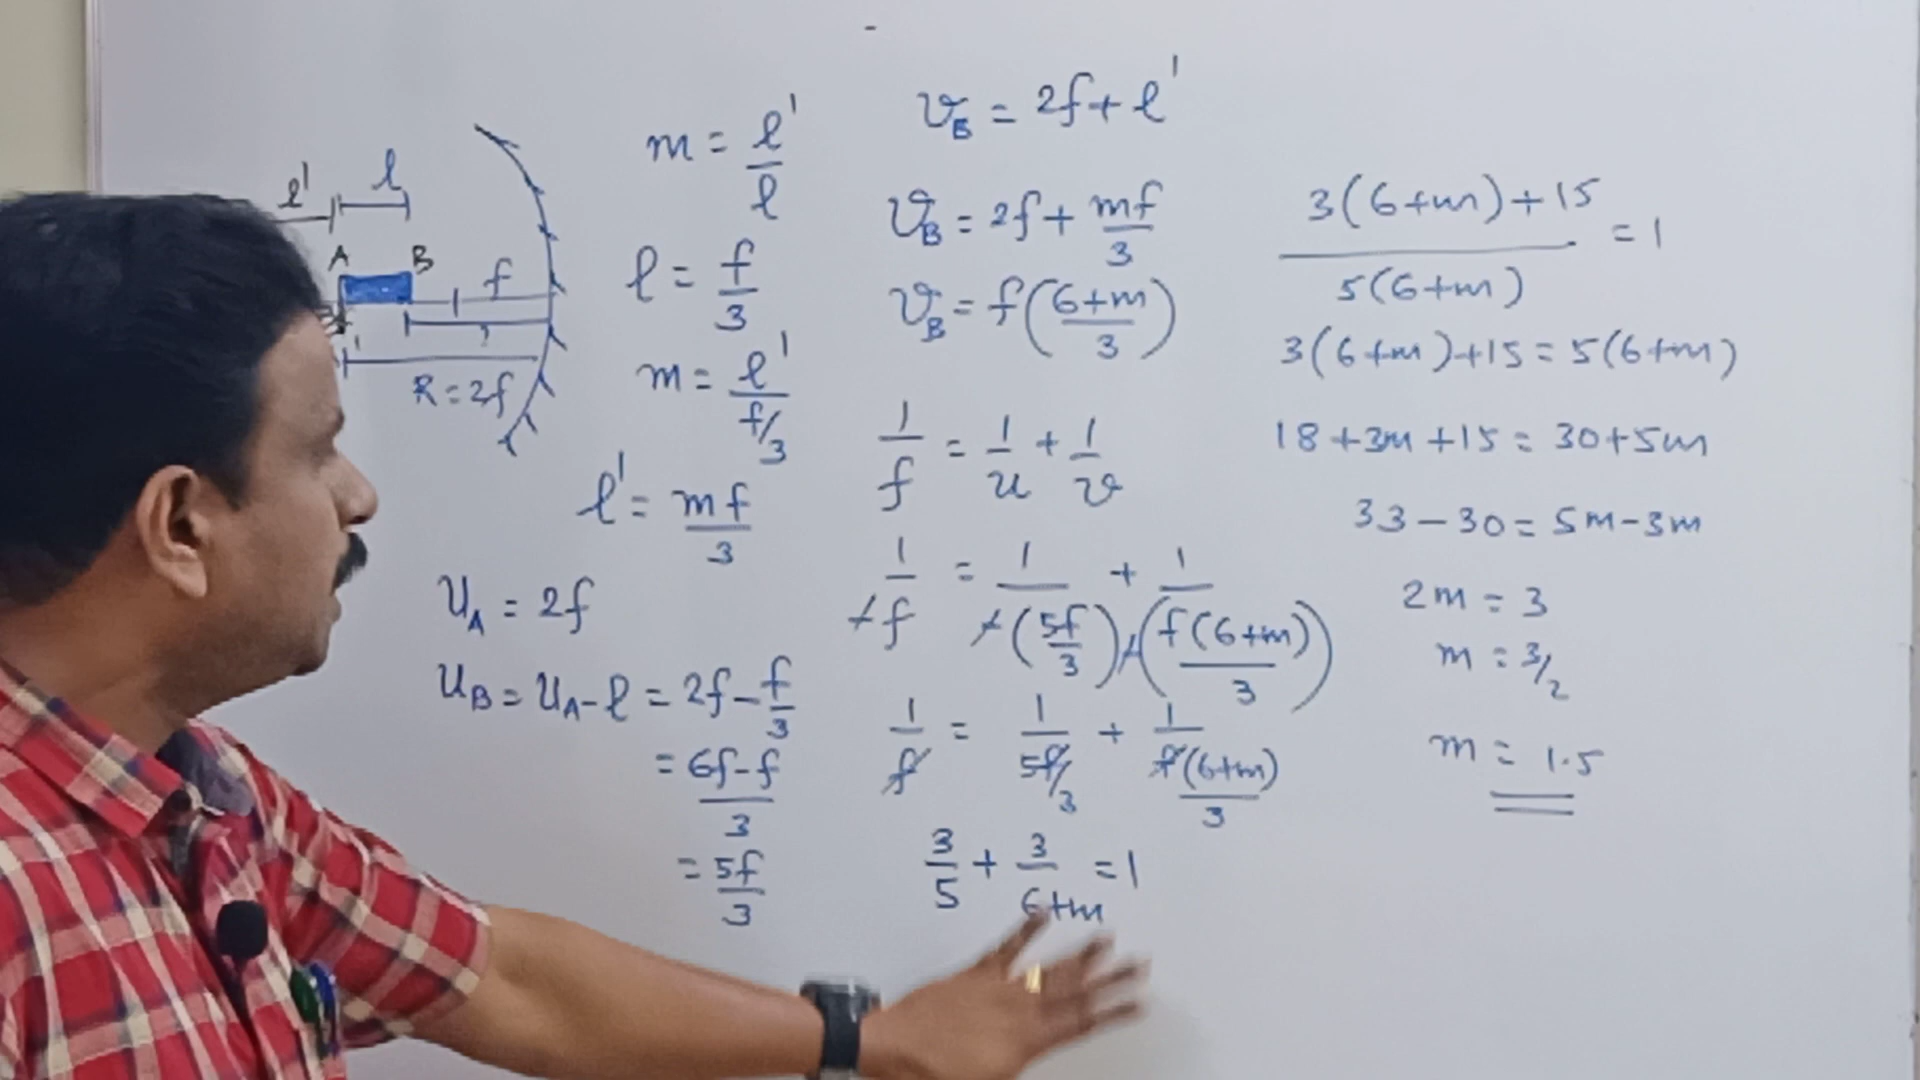 l' l
A B
f
R = 2f
m = l'/l
l = f/3
m = l'/(f/3)
l' = mf/3
u_A = 2f
u_B = u_A - l = 2f - f/3
= (6f - f)/3
= 5f/3
v_B = 2f + l'
v_B = 2f + mf/3
v_B = f((6+m)/3)
1/f = 1/u + 1/v
1/-f = 1/-(5f/3) + 1/-(f(6+m)/3)
1/f = 1/(5f/3) + 1/(f(6+m)/3)
3/5 + 3/(6+m) = 1
(3(6+m)+15)/(5(6+m)) = 1
3(6+m)+15 = 5(6+m)
18+3m+15 = 30+5m
33-30 = 5m-3m
2m = 3
m = 3/2
m = 1.5